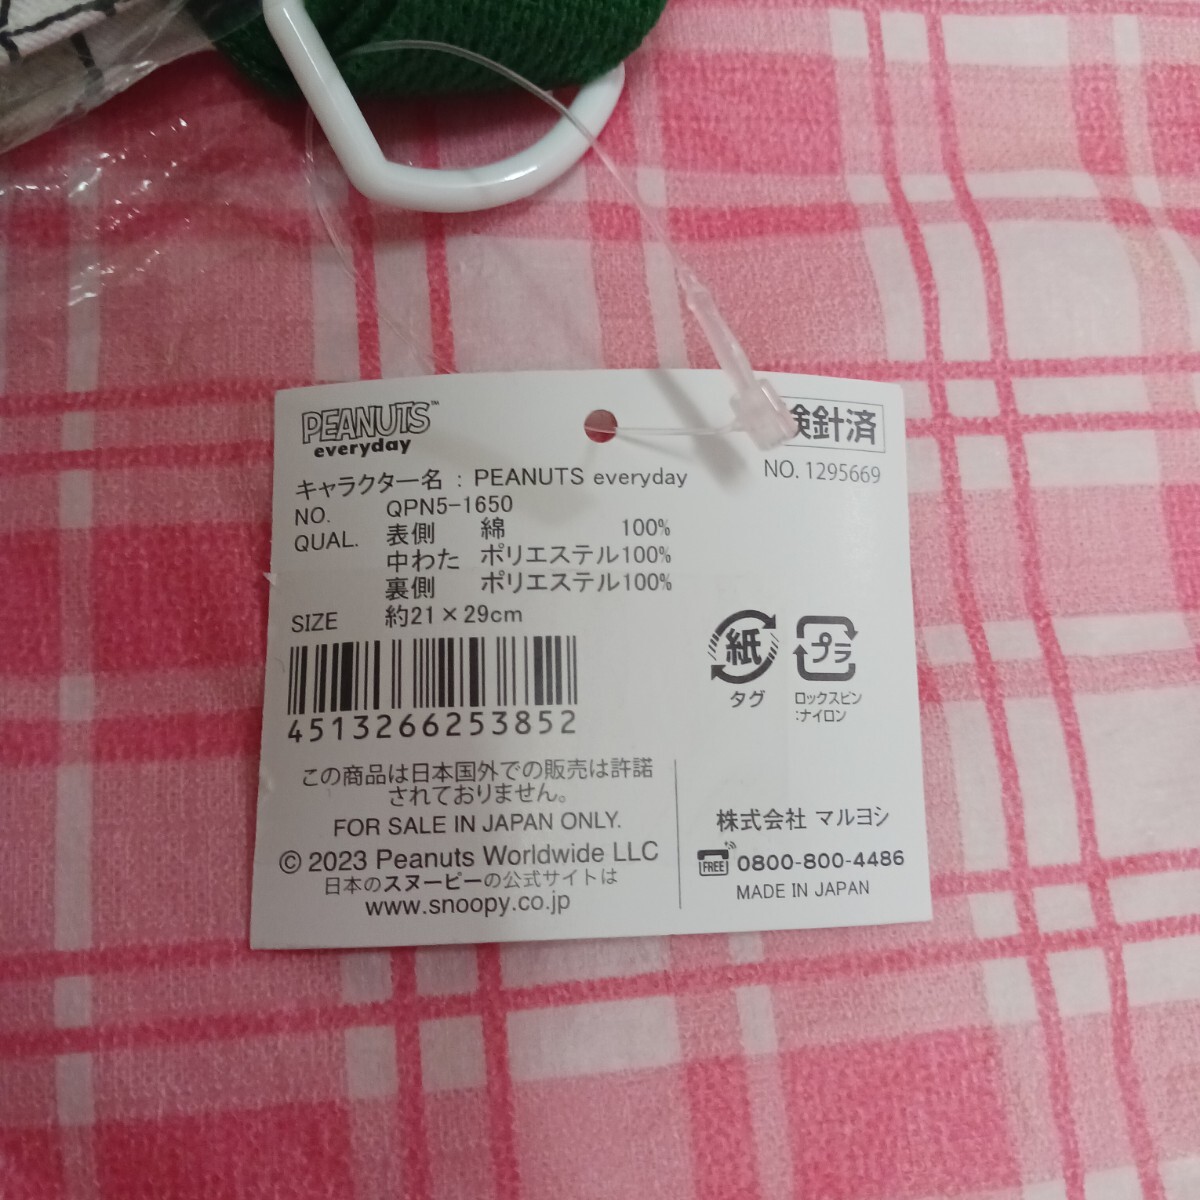 PEANUTS™
everyday
検針済
NO. 1295669
キャラクター名 : PEANUTS everyday
NO. QPN5-1650
QUAL. 表側 綿 100%
中わた ポリエステル100%
裏側 ポリエステル100%
SIZE 約21×29cm
4513266253852
紙
タグ
プラ
ロックスピン
:ナイロン
この商品は日本国外での販売は許諾
されておりません。
FOR SALE IN JAPAN ONLY.
© 2023 Peanuts Worldwide LLC
日本のスヌーピーの公式サイトは
www.snoopy.co.jp
株式会社 マルヨシ
FREE 0800-800-4486
MADE IN JAPAN